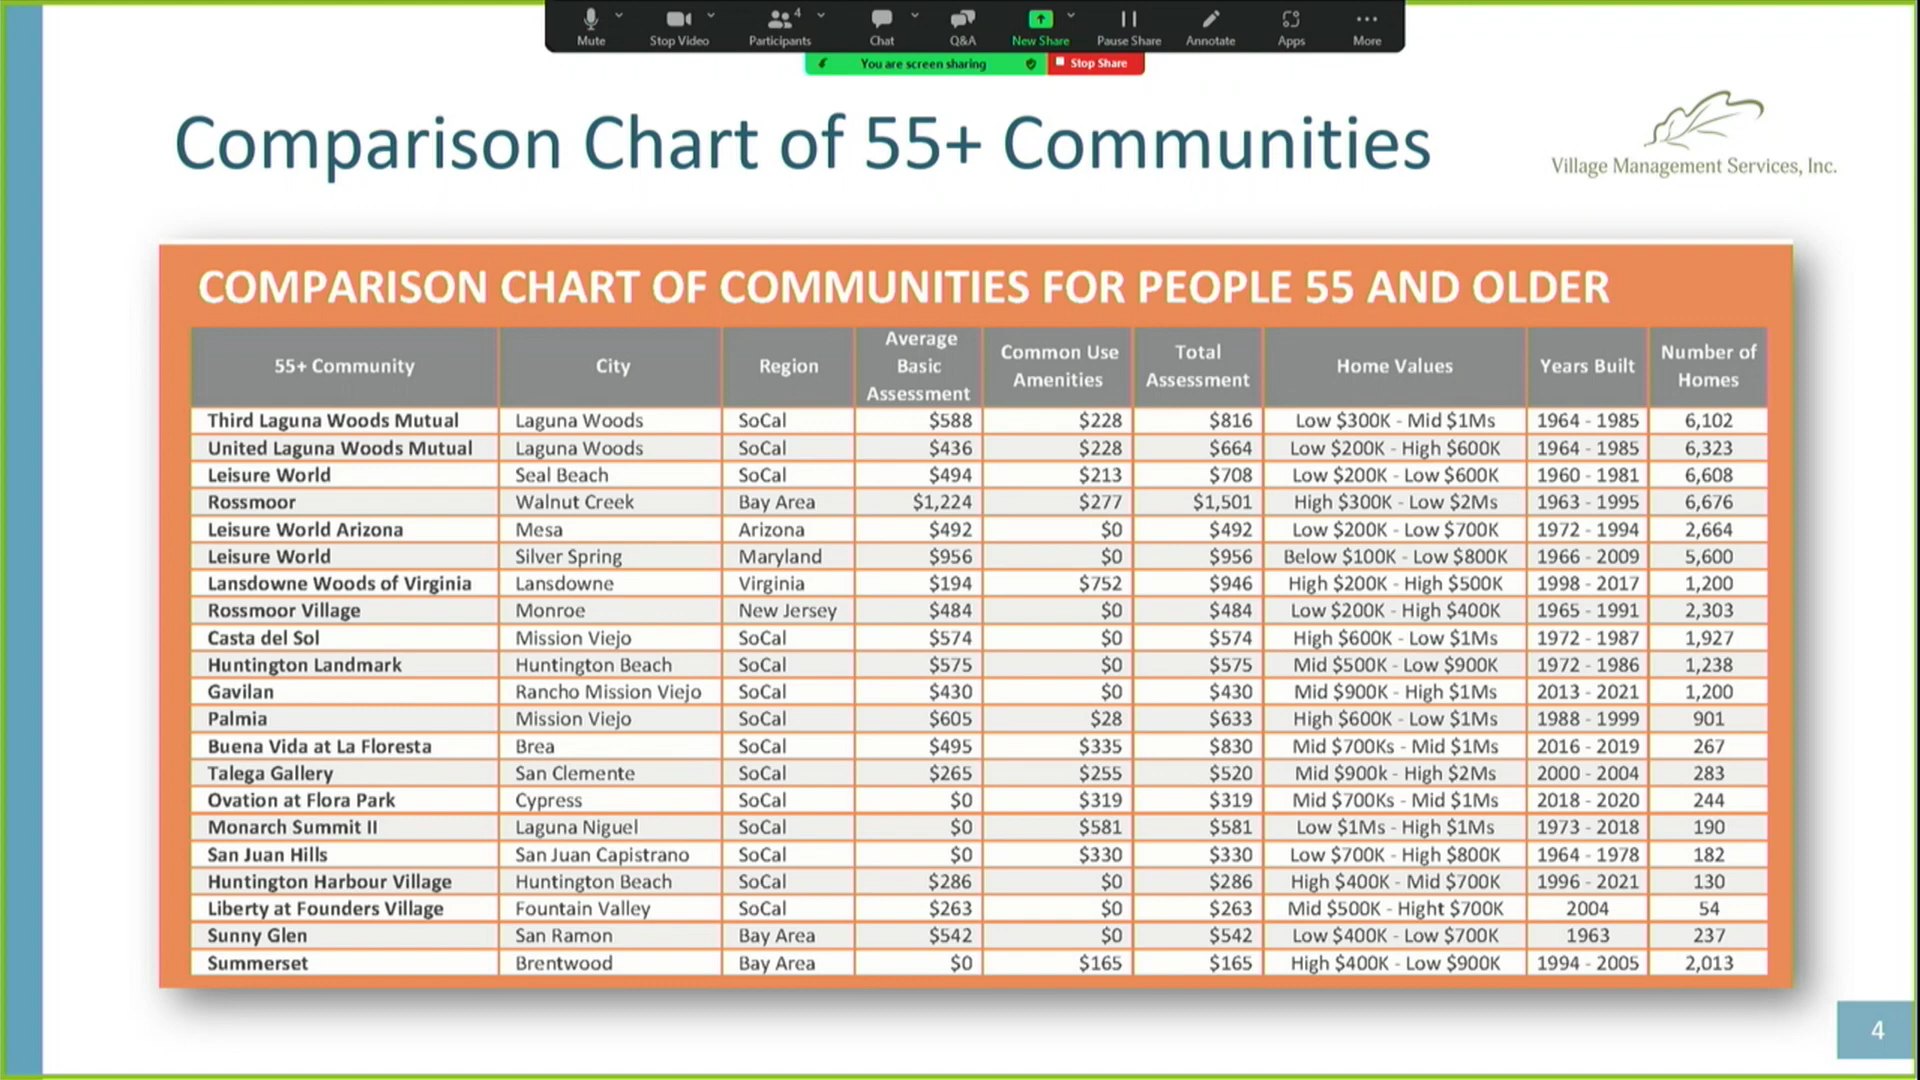 Mute
Stop Video
Participants
4
Chat
Q&A
New Share
Pause Share
Annotate
Apps
More
You are screen sharing
Stop Share
Comparison Chart of 55+ Communities
Village Management Services, Inc.
COMPARISON CHART OF COMMUNITIES FOR PEOPLE 55 AND OLDER
55+ Community City Region Average Basic Assessment Common Use Amenities Total Assessment Home Values Years Built Number of Homes
Third Laguna Woods Mutual Laguna Woods SoCal $588 $228 $816 Low $300K - Mid $1Ms 1964 - 1985 6,102
United Laguna Woods Mutual Laguna Woods SoCal $436 $228 $664 Low $200K - High $600K 1964 - 1985 6,323
Leisure World Seal Beach SoCal $494 $213 $708 Low $200K - Low $600K 1960 - 1981 6,608
Rossmoor Walnut Creek Bay Area $1,224 $277 $1,501 High $300K - Low $2Ms 1963 - 1995 6,676
Leisure World Arizona Mesa Arizona $492 $0 $492 Low $200K - Low $700K 1972 - 1994 2,664
Leisure World Silver Spring Maryland $956 $0 $956 Below $100K - Low $800K 1966 - 2009 5,600
Lansdowne Woods of Virginia Lansdowne Virginia $194 $752 $946 High $200K - High $500K 1998 - 2017 1,200
Rossmoor Village Monroe New Jersey $484 $0 $484 Low $200K - High $400K 1965 - 1991 2,303
Casta del Sol Mission Viejo SoCal $574 $0 $574 High $600K - Low $1Ms 1972 - 1987 1,927
Huntington Landmark Huntington Beach SoCal $575 $0 $575 Mid $500K - Low $900K 1972 - 1986 1,238
Gavilan Rancho Mission Viejo SoCal $430 $0 $430 Mid $900K - High $1Ms 2013 - 2021 1,200
Palmia Mission Viejo SoCal $605 $28 $633 High $600K - Low $1Ms 1988 - 1999 901
Buena Vida at La Floresta Brea SoCal $495 $335 $830 Mid $700Ks - Mid $1Ms 2016 - 2019 267
Talega Gallery San Clemente SoCal $265 $255 $520 Mid $900k - High $2Ms 2000 - 2004 283
Ovation at Flora Park Cypress SoCal $0 $319 $319 Mid $700Ks - Mid $1Ms 2018 - 2020 244
Monarch Summit II Laguna Niguel SoCal $0 $581 $581 Low $1Ms - High $1Ms 1973 - 2018 190
San Juan Hills San Juan Capistrano SoCal $0 $330 $330 Low $700K - High $800K 1964 - 1978 182
Huntington Harbour Village Huntington Beach SoCal $286 $0 $286 High $400K - Mid $700K 1996 - 2021 130
Liberty at Founders Village Fountain Valley SoCal $263 $0 $263 Mid $500K - Hight $700K 2004 54
Sunny Glen San Ramon Bay Area $542 $0 $542 Low $400K - Low $700K 1963 237
Summerset Brentwood Bay Area $0 $165 $165 High $400K - Low $900K 1994 - 2005 2,013
4